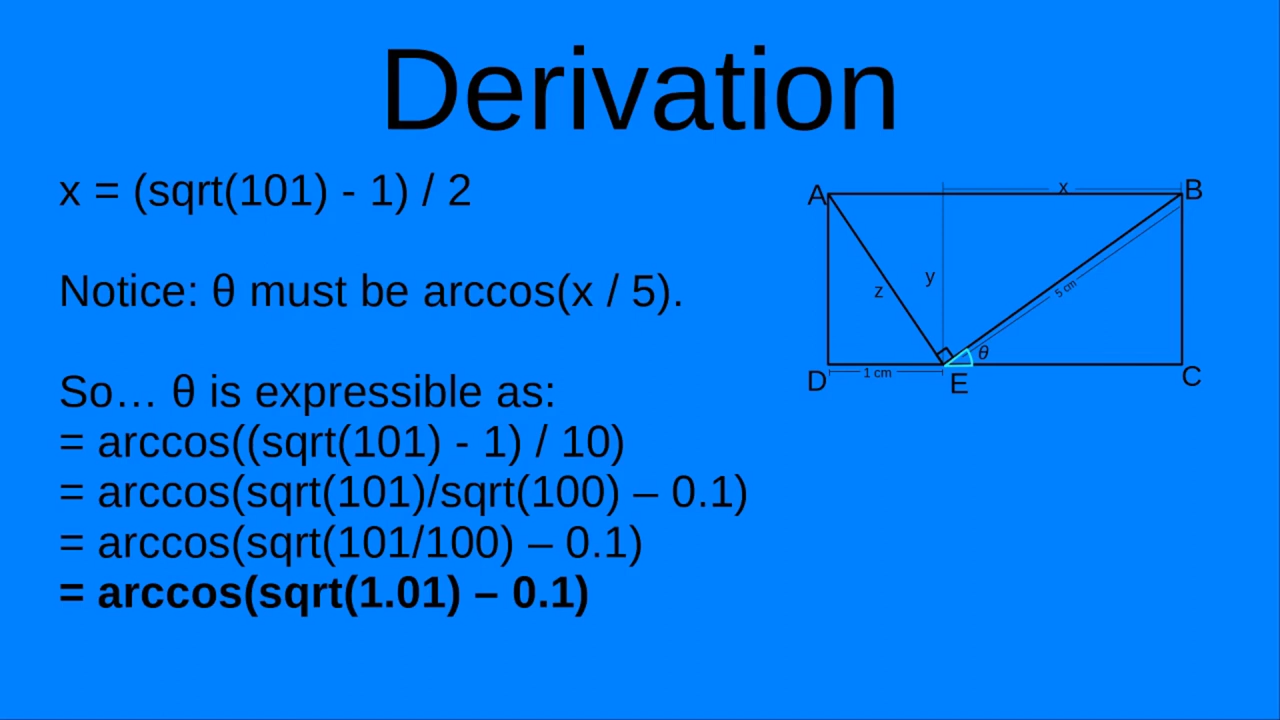 Derivation
x = (sqrt(101) - 1) / 2
Notice: θ must be arccos(x / 5).
So… θ is expressible as:
= arccos((sqrt(101) - 1) / 10)
= arccos(sqrt(101)/sqrt(100) – 0.1)
= arccos(sqrt(101/100) – 0.1)
= arccos(sqrt(1.01) – 0.1)
A
x
B
y
z
5 cm
θ
D
1 cm
E
C